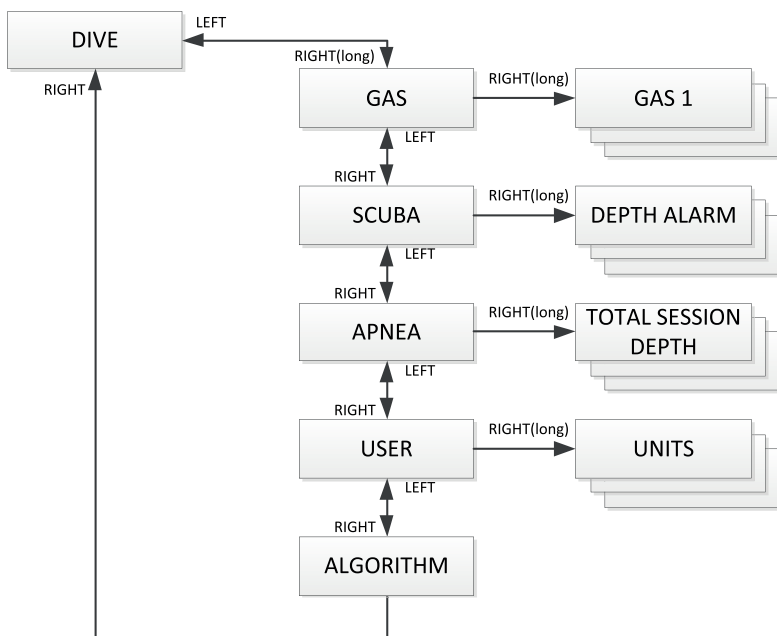 DIVE
LEFT
RIGHT(long)
RIGHT
GAS
RIGHT(long)
GAS 1
LEFT
RIGHT
SCUBA
RIGHT(long)
DEPTH ALARM
LEFT
RIGHT
APNEA
RIGHT(long)
TOTAL SESSION
DEPTH
LEFT
RIGHT
USER
RIGHT(long)
UNITS
LEFT
RIGHT
ALGORITHM